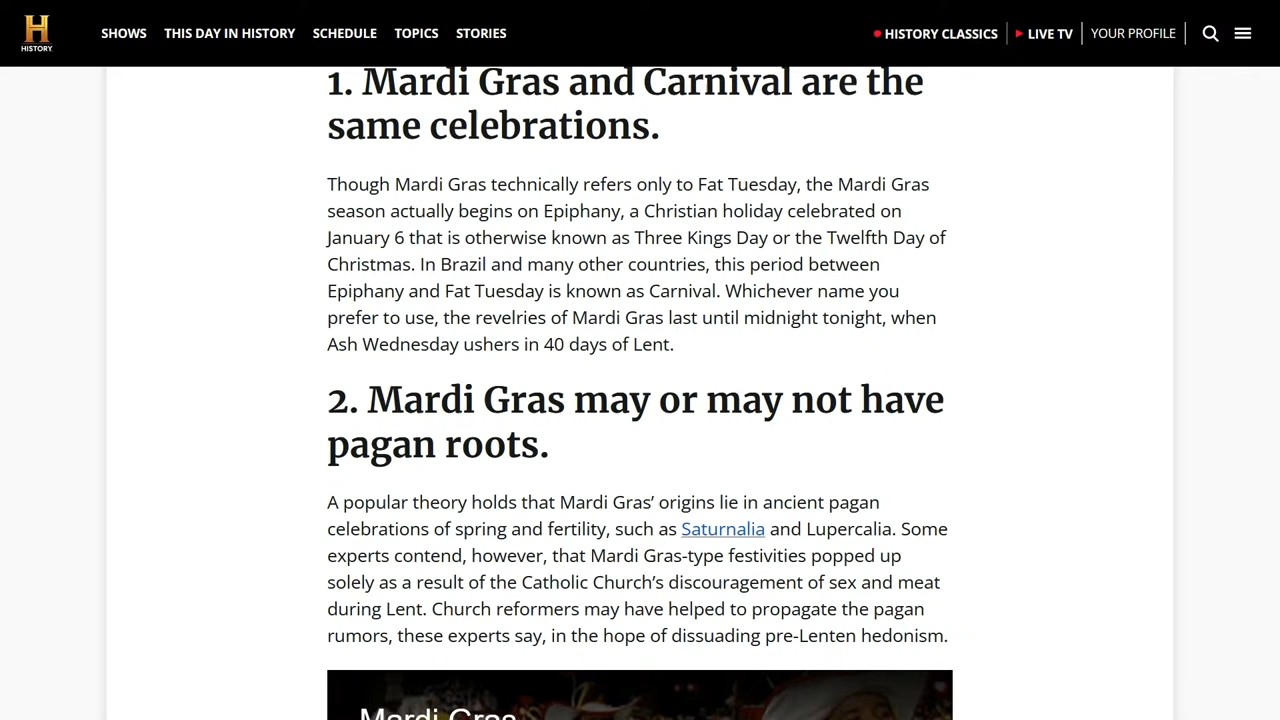 H
HISTORY
SHOWS THIS DAY IN HISTORY SCHEDULE TOPICS STORIES HISTORY CLASSICS LIVE TV YOUR PROFILE
1. Mardi Gras and Carnival are the
same celebrations.
Though Mardi Gras technically refers only to Fat Tuesday, the Mardi Gras
season actually begins on Epiphany, a Christian holiday celebrated on
January 6 that is otherwise known as Three Kings Day or the Twelfth Day of
Christmas. In Brazil and many other countries, this period between
Epiphany and Fat Tuesday is known as Carnival. Whichever name you
prefer to use, the revelries of Mardi Gras last until midnight tonight, when
Ash Wednesday ushers in 40 days of Lent.
2. Mardi Gras may or may not have
pagan roots.
A popular theory holds that Mardi Gras’ origins lie in ancient pagan
celebrations of spring and fertility, such as Saturnalia and Lupercalia. Some
experts contend, however, that Mardi Gras-type festivities popped up
solely as a result of the Catholic Church’s discouragement of sex and meat
during Lent. Church reformers may have helped to propagate the pagan
rumors, these experts say, in the hope of dissuading pre-Lenten hedonism.
Mardi Gras